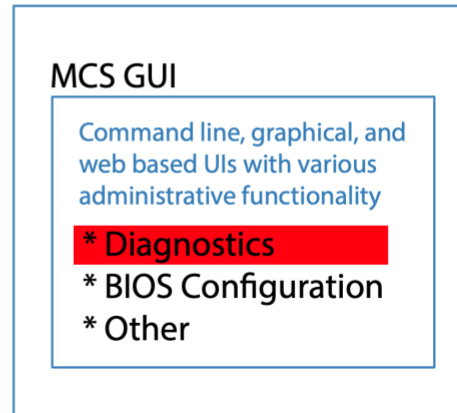 MCS GUI
Command line, graphical, and
web based UIs with various
administrative functionality
* Diagnostics
* BIOS Configuration
* Other